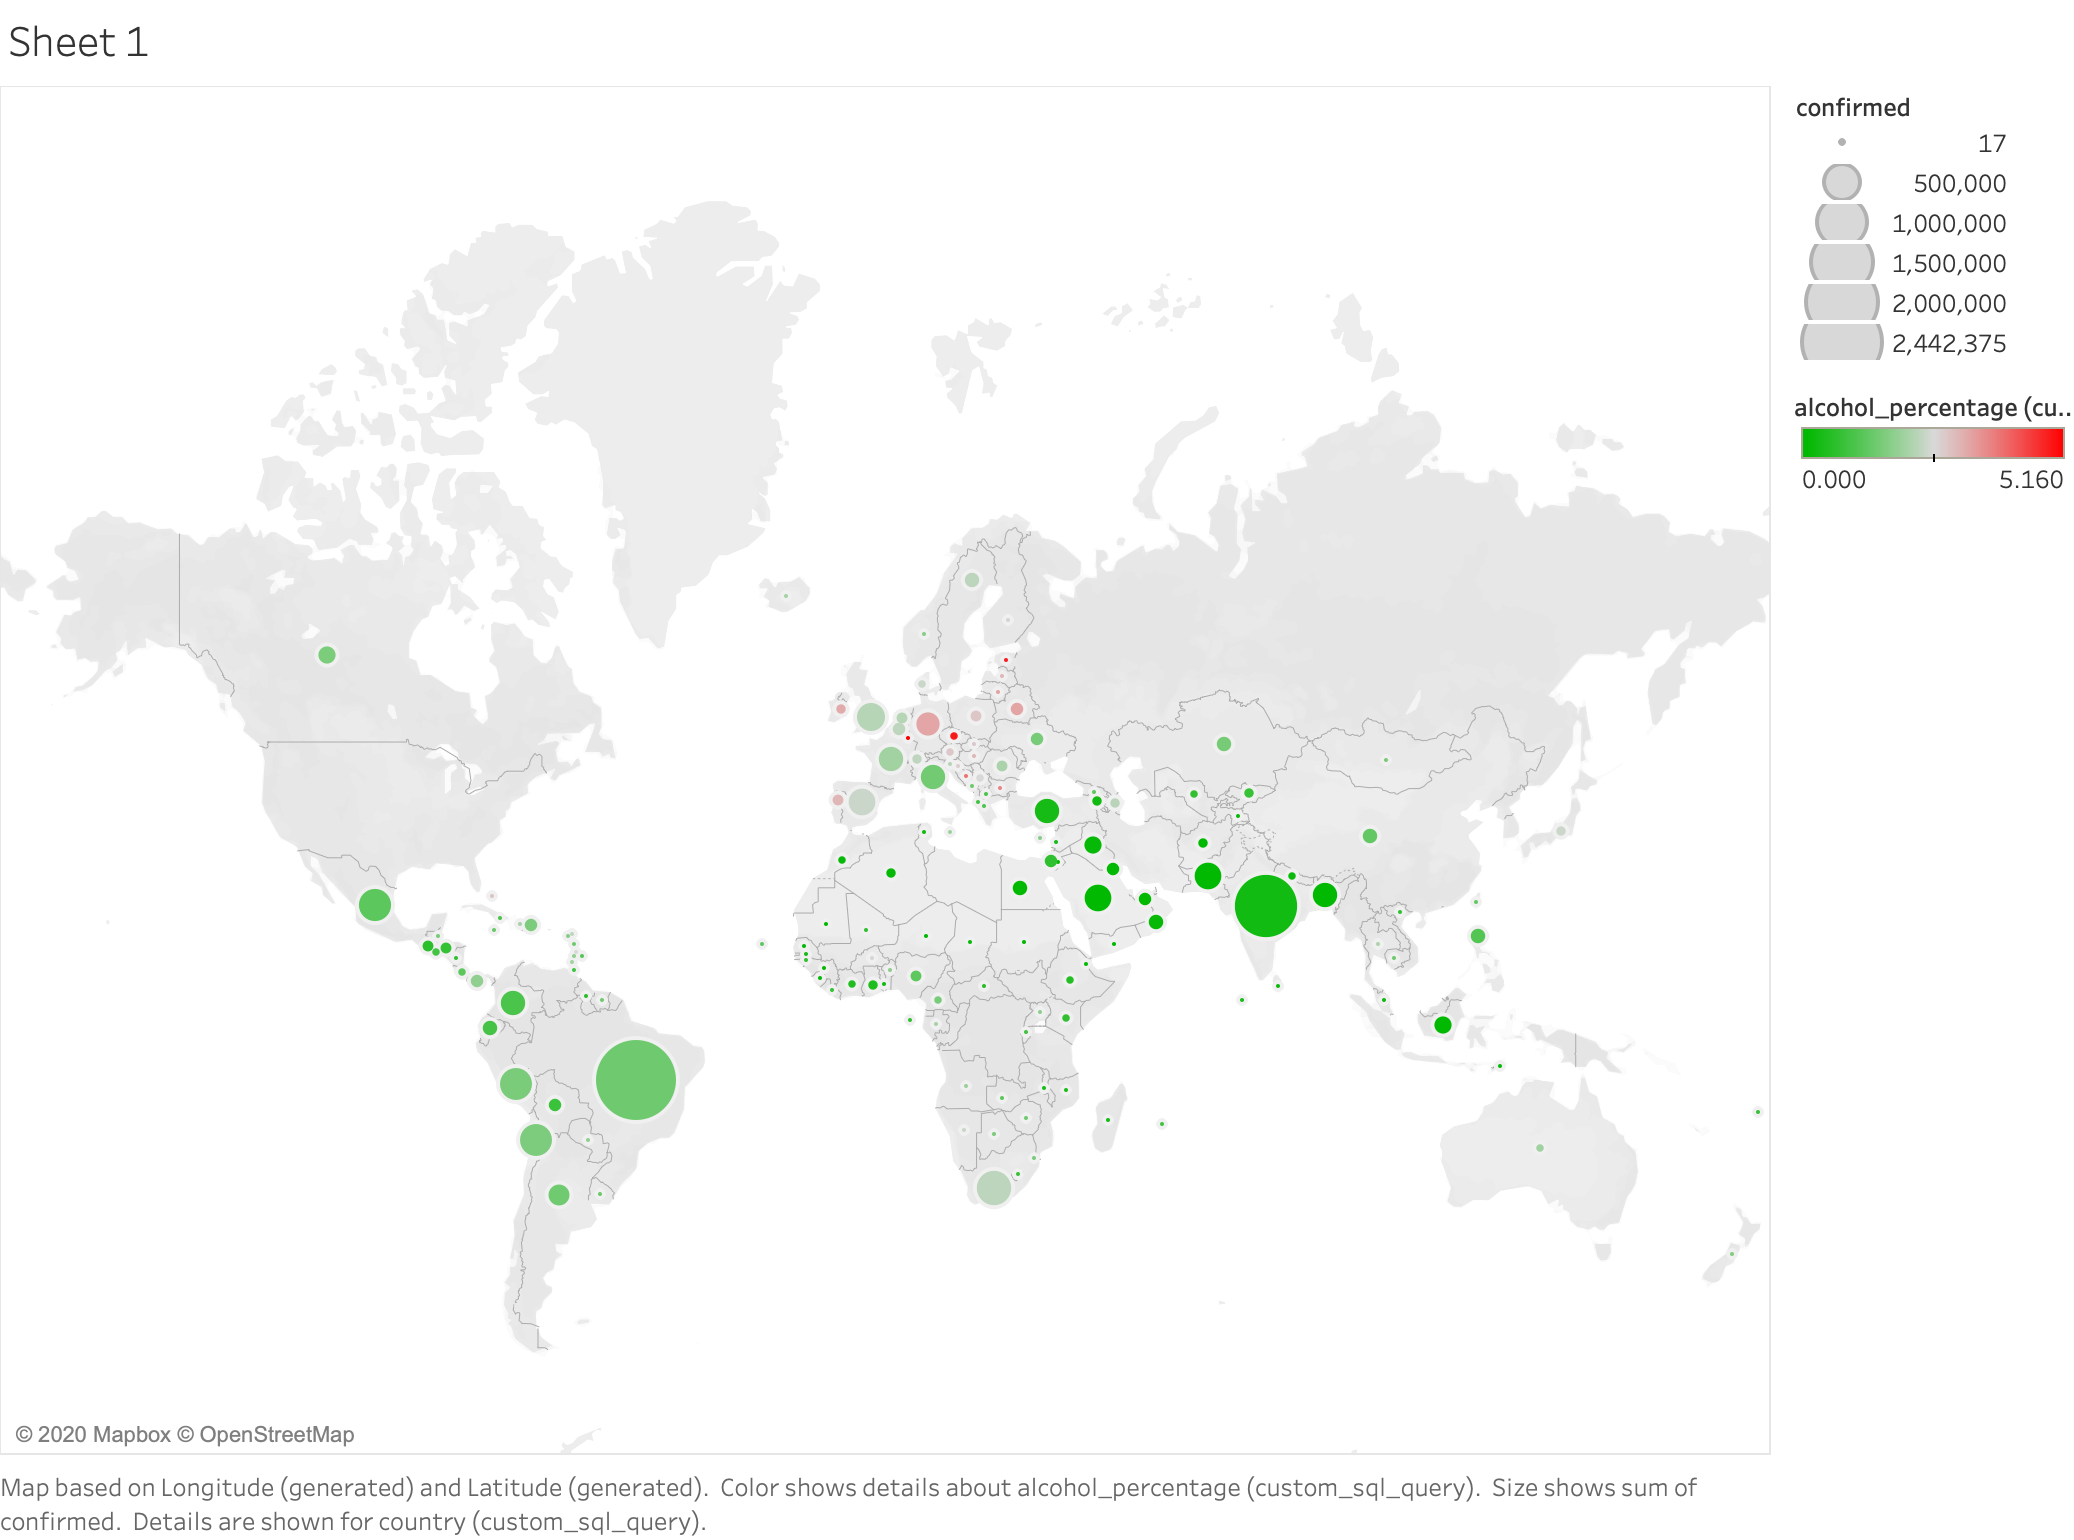 Sheet 1
confirmed
17
500,000
1,000,000
1,500,000
2,000,000
2,442,375
alcohol_percentage (cu..
0.000 5.160
© 2020 Mapbox © OpenStreetMap
Map based on Longitude (generated) and Latitude (generated). Color shows details about alcohol_percentage (custom_sql_query). Size shows sum of
confirmed. Details are shown for country (custom_sql_query).